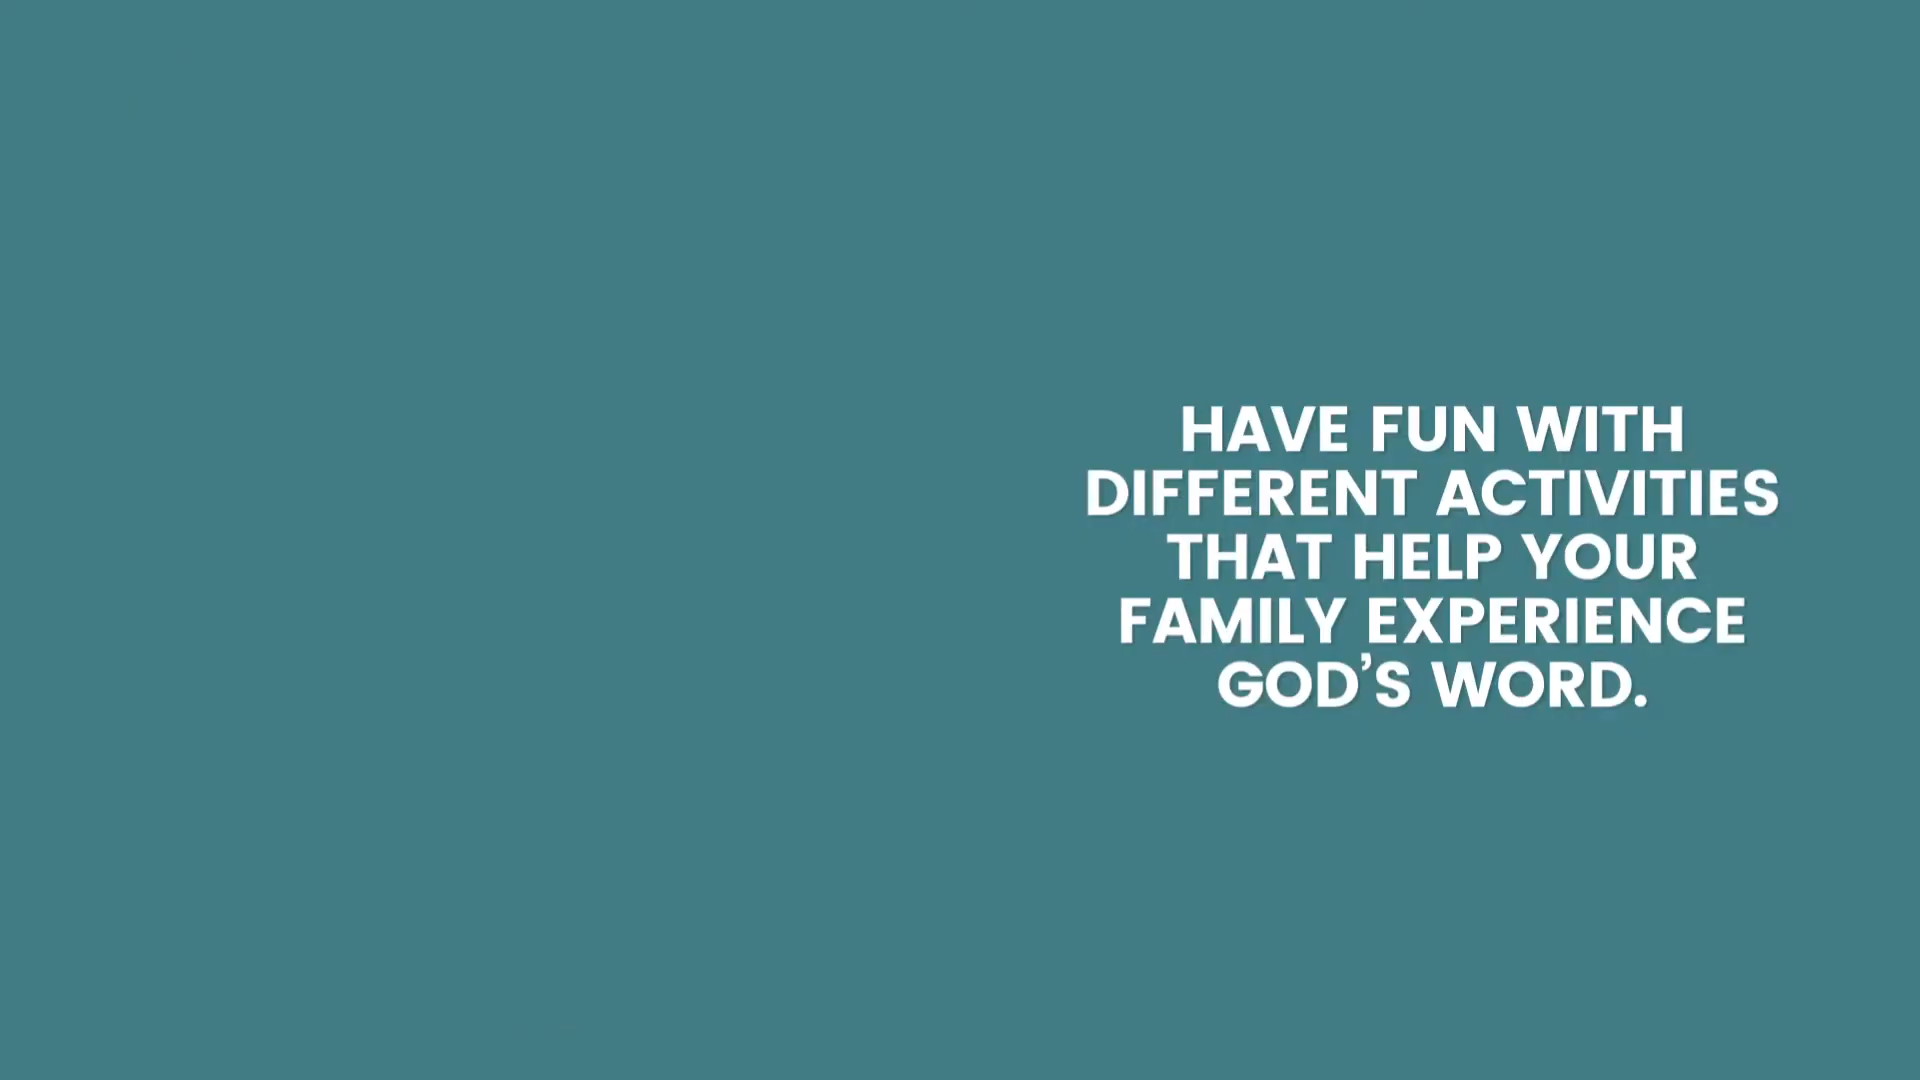 HAVE FUN WITH
DIFFERENT ACTIVITIES
THAT HELP YOUR
FAMILY EXPERIENCE
GOD’S WORD.